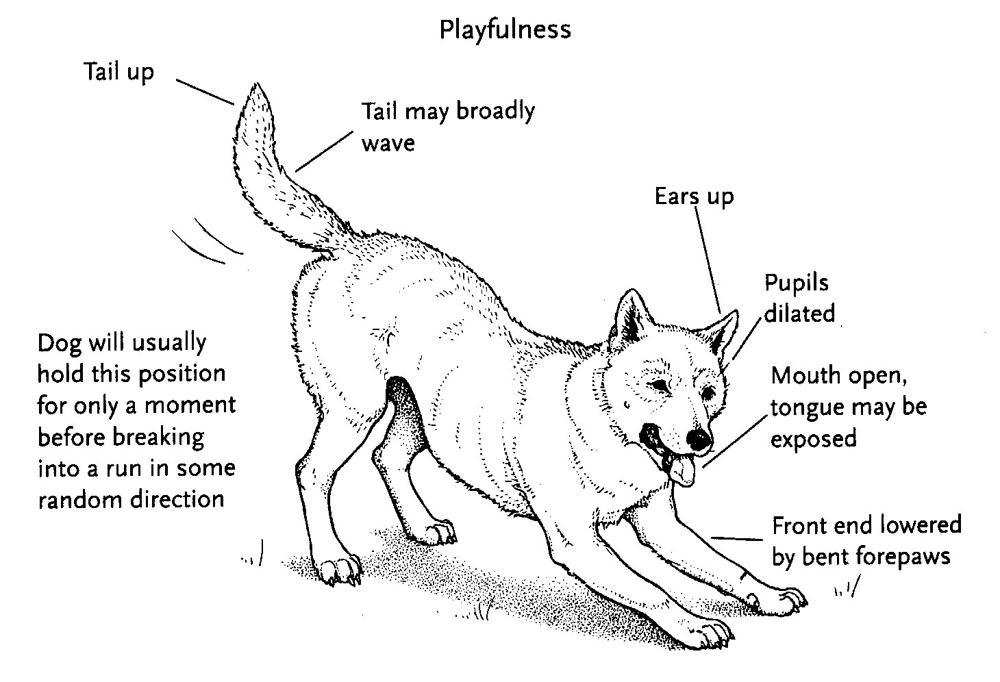 Playfulness
Tail up
Tail may broadly
wave
Ears up
Pupils
dilated
Dog will usually
hold this position
for only a moment
before breaking
into a run in some
random direction
Mouth open,
tongue may be
exposed
Front end lowered
by bent forepaws